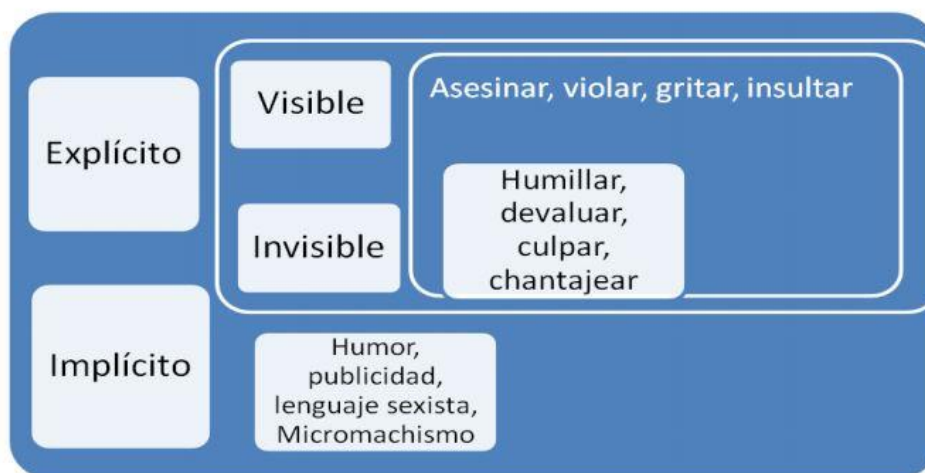 Explícito
Visible
Asesinar, violar, gritar, insultar
Invisible
Humillar,
devaluar,
culpar,
chantajear
Implícito
Humor,
publicidad,
lenguaje sexista,
Micromachismo